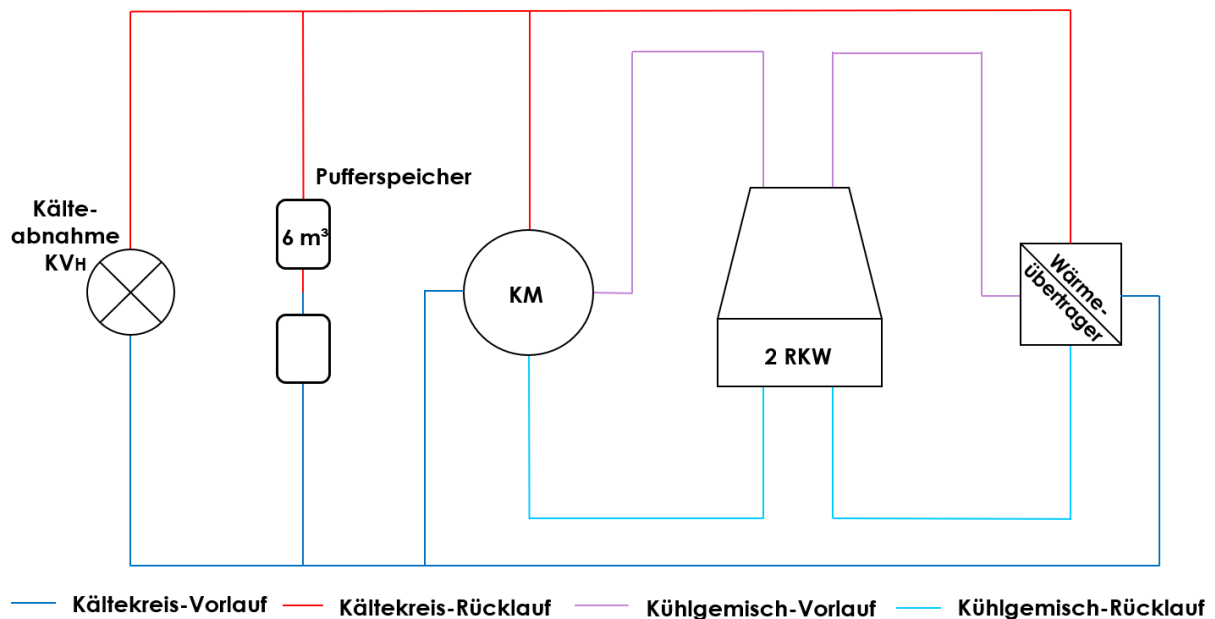 Pufferspeicher
Kälte-
abnahme
KVH
6 m³
KM
2 RKW
Wärme-
übertrager
Kältekreis-Vorlauf
Kältekreis-Rücklauf
Kühlgemisch-Vorlauf
Kühlgemisch-Rücklauf